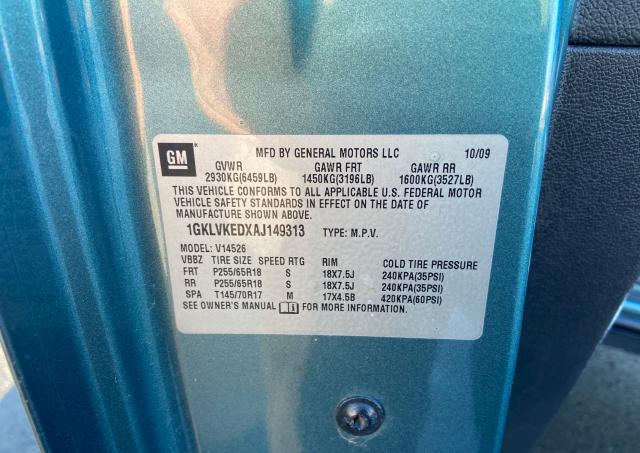 GM MFD BY GENERAL MOTORS LLC 10/09
GVWR GAWR FRT GAWR RR
2930KG(6459LB) 1450KG(3196LB) 1600KG(3527LB)
THIS VEHICLE CONFORMS TO ALL APPLICABLE U.S. FEDERAL MOTOR
VEHICLE SAFETY STANDARDS IN EFFECT ON THE DATE OF
MANUFACTURE SHOWN ABOVE.
1GKLVKEDXAJ149313 TYPE: M.P.V.
MODEL: V14526
VBBZ TIRE SIZE SPEED RTG RIM COLD TIRE PRESSURE
FRT P255/65R18 S 18X7.5J 240KPA(35PSI)
RR P255/65R18 S 18X7.5J 240KPA(35PSI)
SPA T145/70R17 M 17X4.5B 420KPA(60PSI)
SEE OWNER'S MANUAL FOR MORE INFORMATION.